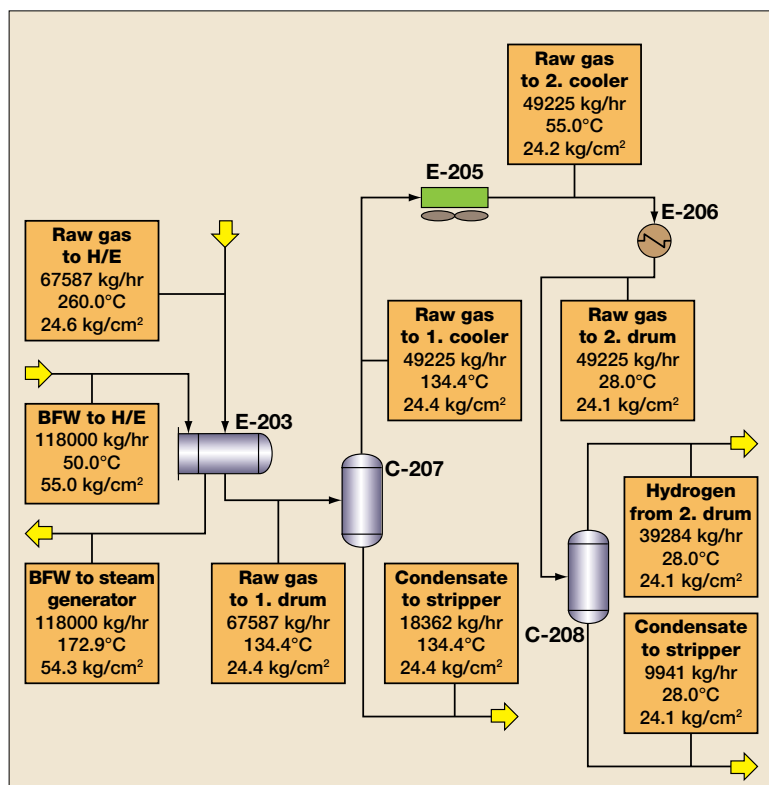 Raw gas
to 2. cooler
49225 kg/hr
55.0°C
24.2 kg/cm²
E-205
E-206
Raw gas
to H/E
67587 kg/hr
260.0°C
24.6 kg/cm²
Raw gas
to 1. cooler
49225 kg/hr
134.4°C
24.4 kg/cm²
Raw gas
to 2. drum
49225 kg/hr
28.0°C
24.1 kg/cm²
BFW to H/E
118000 kg/hr
50.0°C
55.0 kg/cm²
E-203
C-207
Hydrogen
from 2. drum
39284 kg/hr
28.0°C
24.1 kg/cm²
BFW to steam
generator
118000 kg/hr
172.9°C
54.3 kg/cm²
Raw gas
to 1. drum
67587 kg/hr
134.4°C
24.4 kg/cm²
Condensate
to stripper
18362 kg/hr
134.4°C
24.4 kg/cm²
C-208
Condensate
to stripper
9941 kg/hr
28.0°C
24.1 kg/cm²